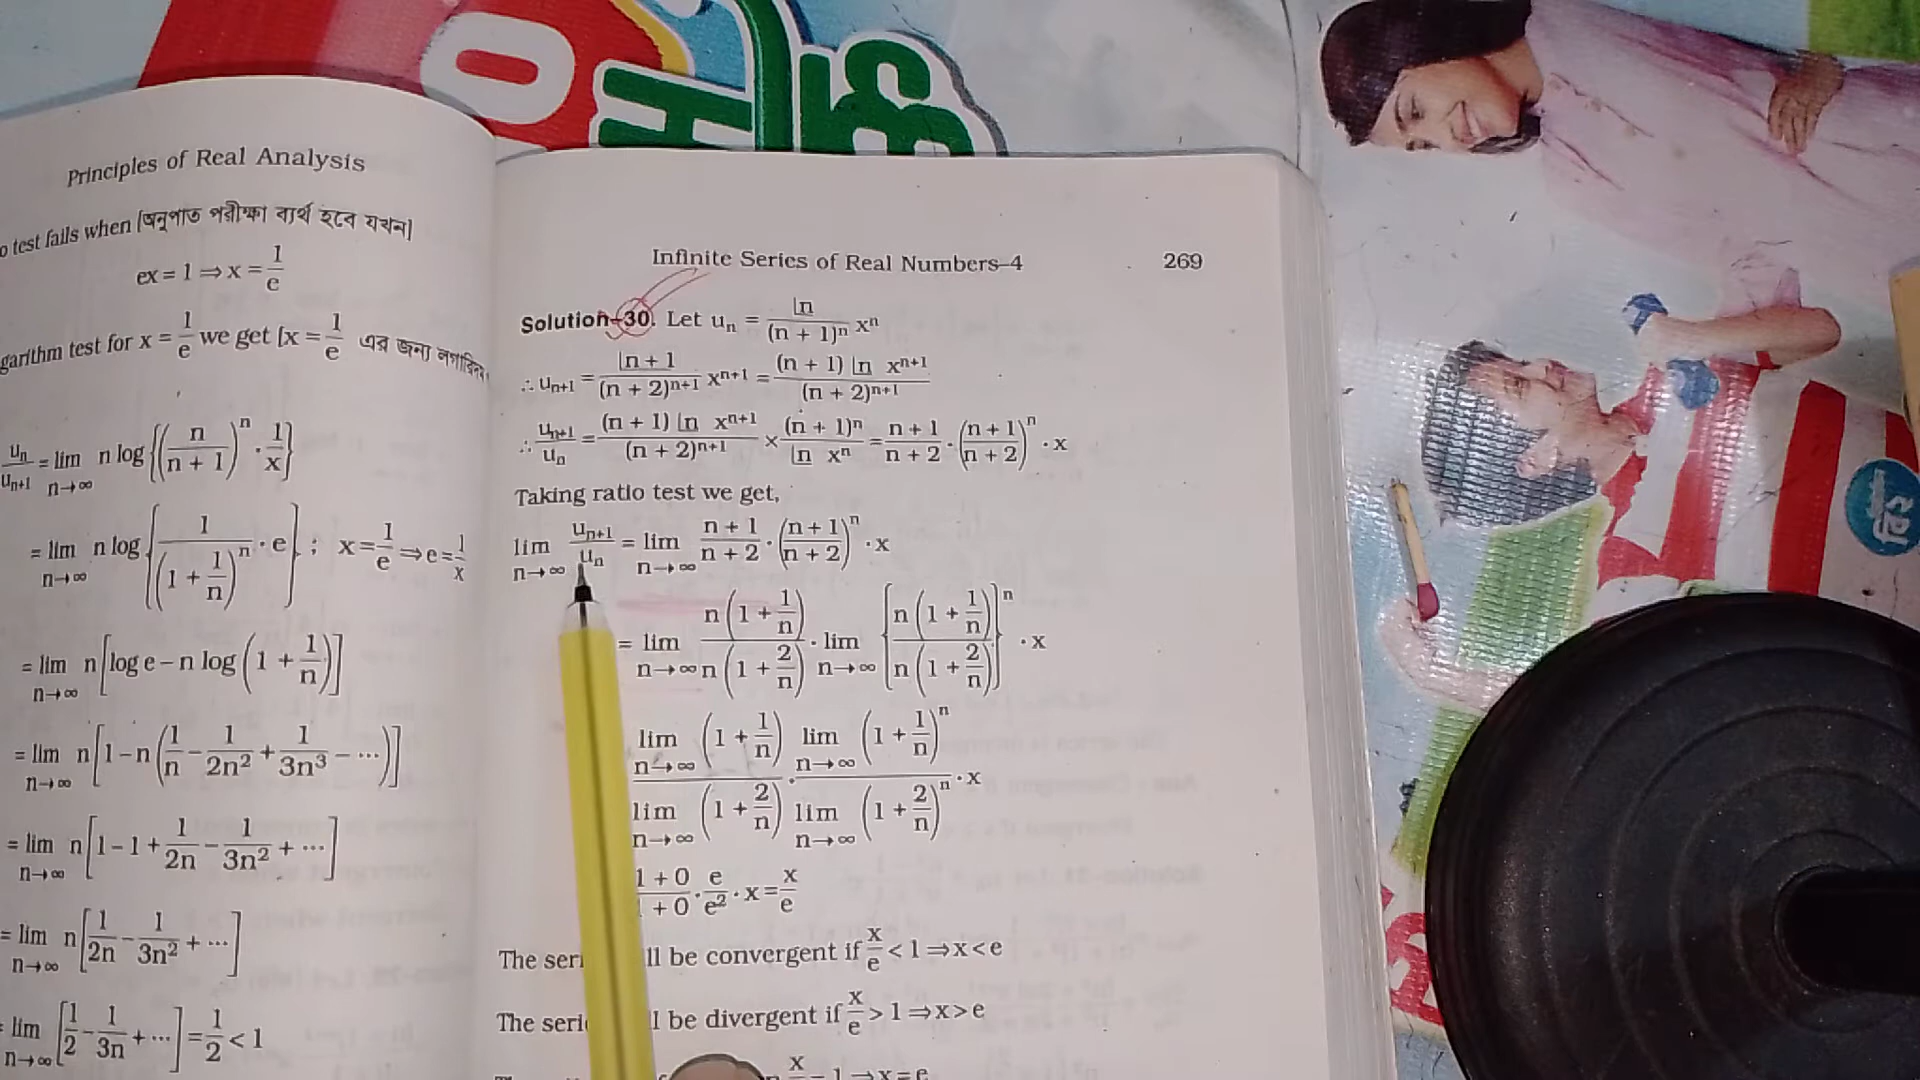 Principles of Real Analysis
o test fails when [অনুপাত পরীক্ষা ব্যর্থ হবে যখন]
ex = 1 ⇒ x = 1/e
garithm test for x = 1/e we get [x = 1/e এর জন্য
u_n/u_{n+1} = lim_{n→∞} n log{(n/(n + 1))^n · 1/x}
= lim_{n→∞} n log{1/(1 + 1/n)^n · e} ; x = 1/e ⇒ e = 1/x
= lim_{n→∞} n[log e – n log(1 + 1/n)]
= lim_{n→∞} n[1 – n(1/n – 1/2n² + 1/3n³ – ···)]
= lim_{n→∞} n[1 – 1 + 1/2n – 1/3n² + ···]
= lim_{n→∞} n[1/2n – 1/3n² + ···]
= lim_{n→∞} [1/2 – 1/3n + ···] = 1/2 < 1
Infinite Series of Real Numbers–4 269
Solution–30. Let u_n = ⌊n/(n + 1)^n x^n
∴ u_{n+1} = ⌊n + 1/(n + 2)^{n+1} x^{n+1} = (n + 1) ⌊n x^{n+1}/(n + 2)^{n+1}
∴ u_{n+1}/u_n = (n + 1) ⌊n x^{n+1}/(n + 2)^{n+1} × (n + 1)^n/⌊n x^n = (n + 1)/(n + 2) · ((n + 1)/(n + 2))^n · x
Taking ratio test we get,
lim_{n→∞} u_{n+1}/u_n = lim_{n→∞} (n + 1)/(n + 2) · ((n + 1)/(n + 2))^n · x
= lim_{n→∞} n(1 + 1/n)/n(1 + 2/n) · lim_{n→∞} {n(1 + 1/n)/n(1 + 2/n)}^n · x
lim_{n→∞} (1 + 1/n)/lim_{n→∞} (1 + 2/n) · lim_{n→∞} (1 + 1/n)^n/lim_{n→∞} (1 + 2/n)^n · x
1 + 0/1 + 0 · e/e² · x = x/e
The seri ll be convergent if x/e < 1 ⇒ x < e
The seri l be divergent if x/e > 1 ⇒ x > e
x – 1 ⇒ x = e